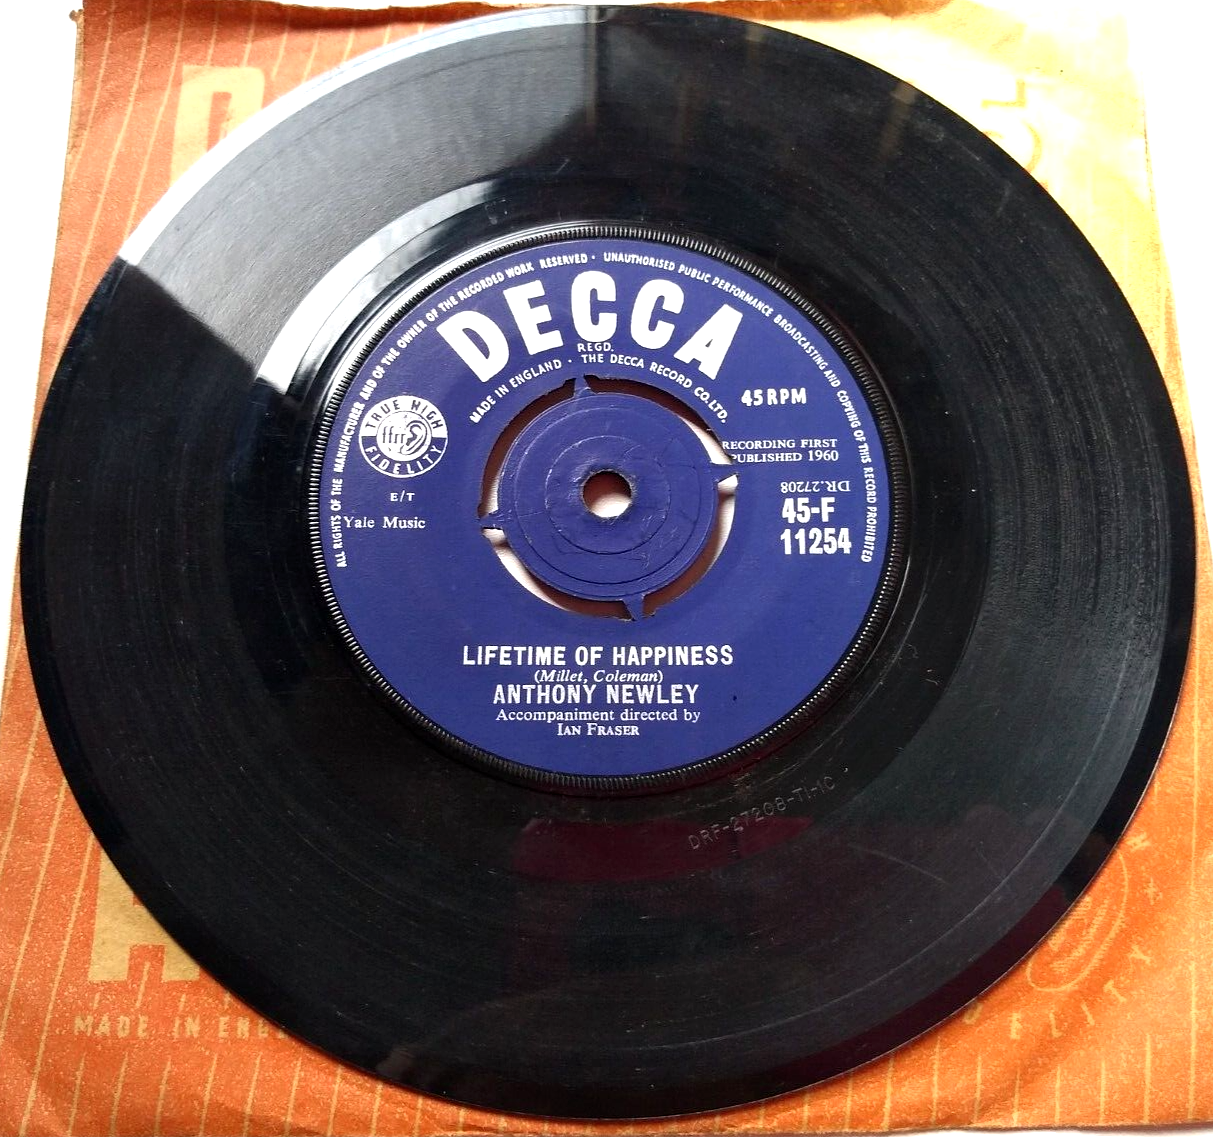 ALL RIGHTS OF THE MANUFACTURER AND OF THE OWNER OF THE RECORDED WORK RESERVED · UNAUTHORISED PUBLIC PERFORMANCE BROADCASTING AND COPYING OF THIS RECORD PROHIBITED
DECCA
REGD.
MADE IN ENGLAND · THE DECCA RECORD CO. LTD.
45 RPM
TRUE HIGH
ffrr
FIDELITY
RECORDING FIRST
PUBLISHED 1960
DR.27208
E/T
45-F
Yale Music
11254
LIFETIME OF HAPPINESS
(Millet, Coleman)
ANTHONY NEWLEY
Accompaniment directed by
IAN FRASER
DRF-27208-T1-1C
MADE IN ENG